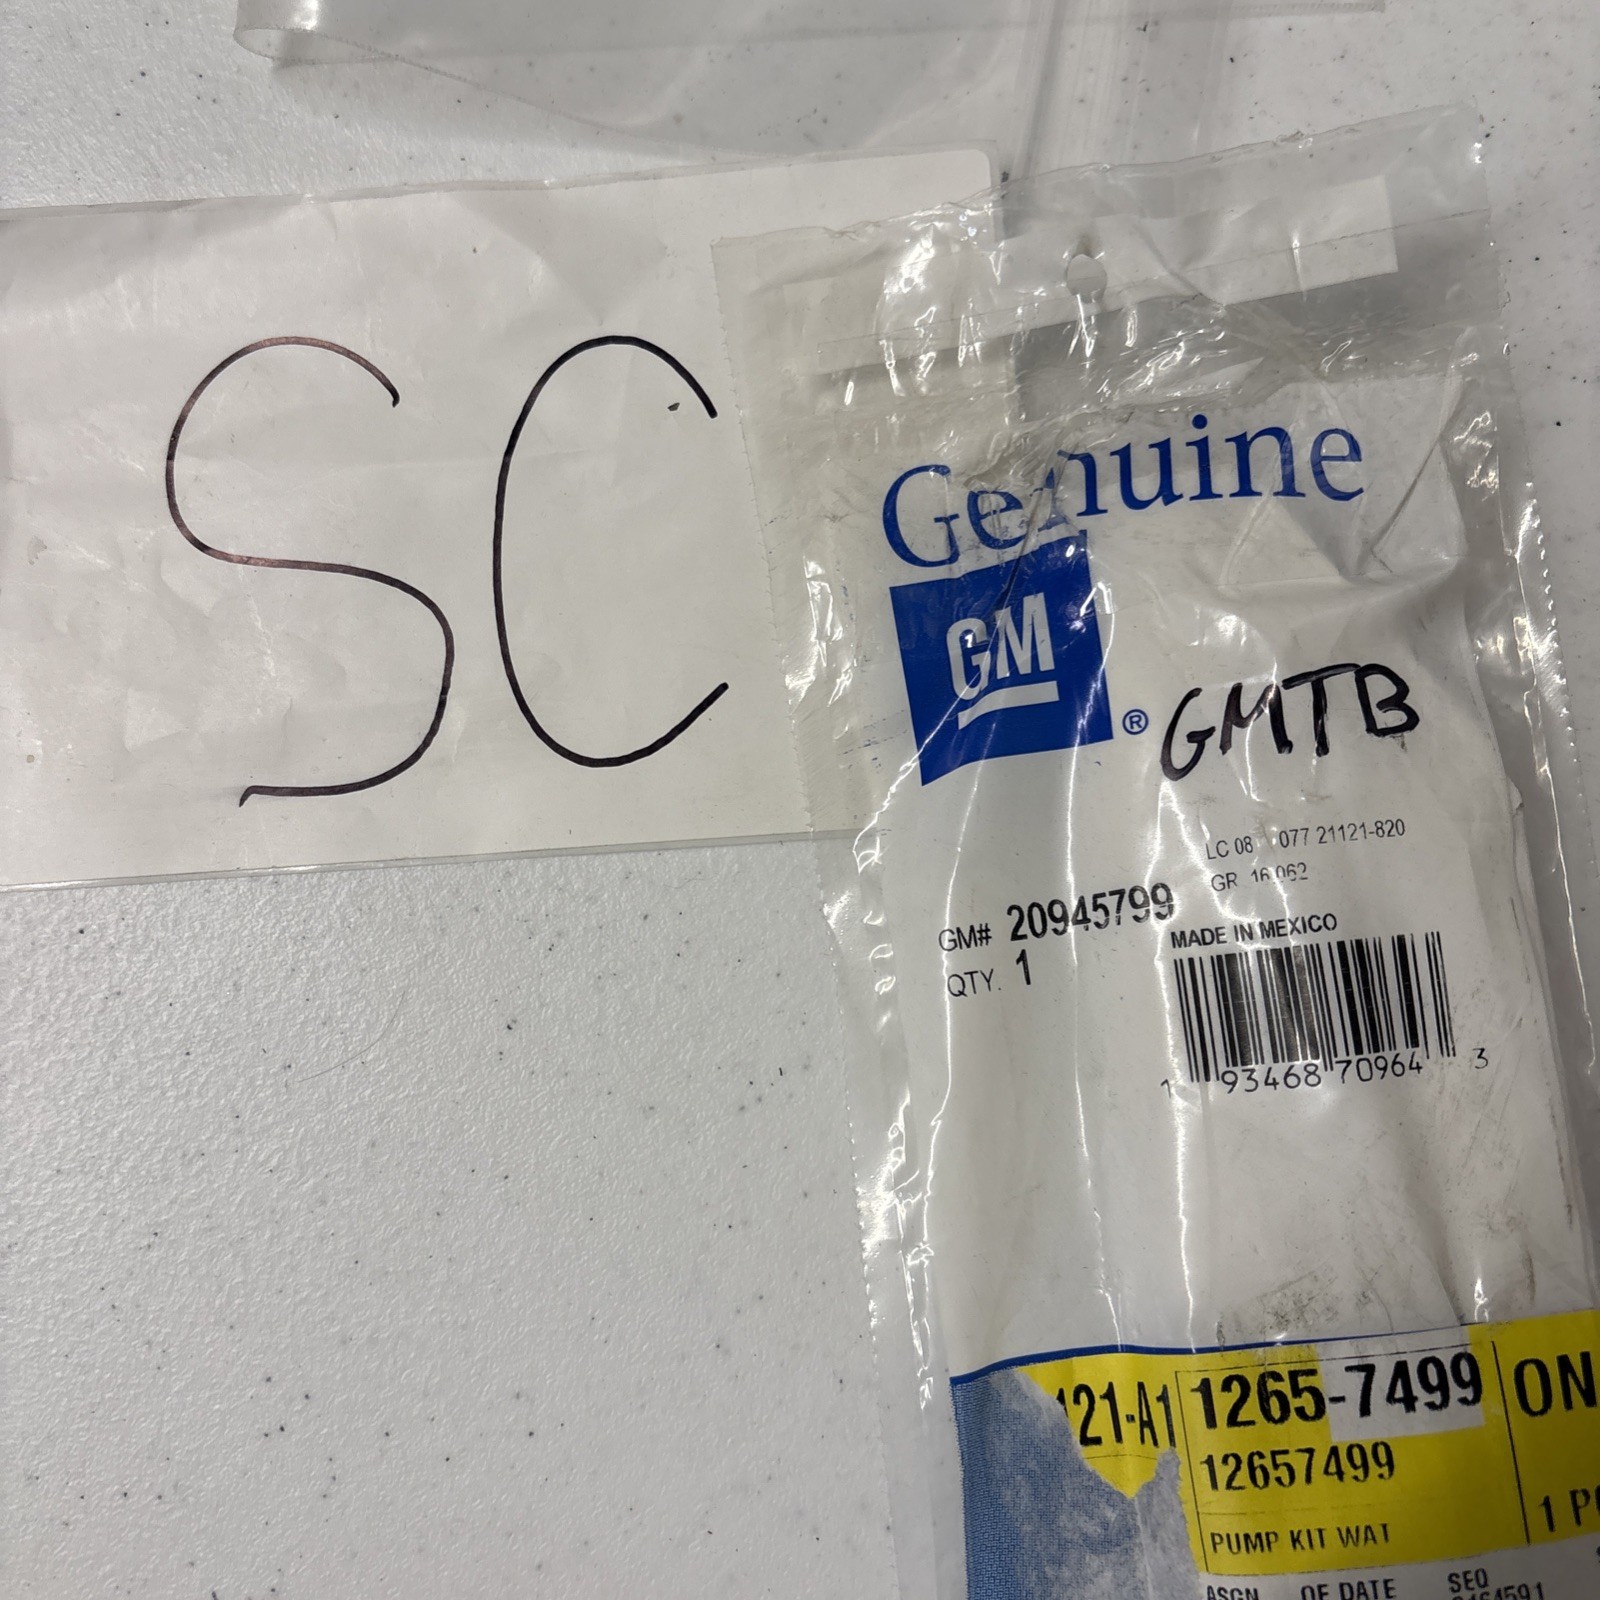 SC
Genuine
GM
®
GMTB
LC 08 077 21121-820
GR 16.062
GM# 20945799
MADE IN MEXICO
QTY. 1
1 93468 70964 3
121-A1
1265-7499
ON
12657499
1 P
PUMP KIT WAT
ASGN OF DATE SEQ